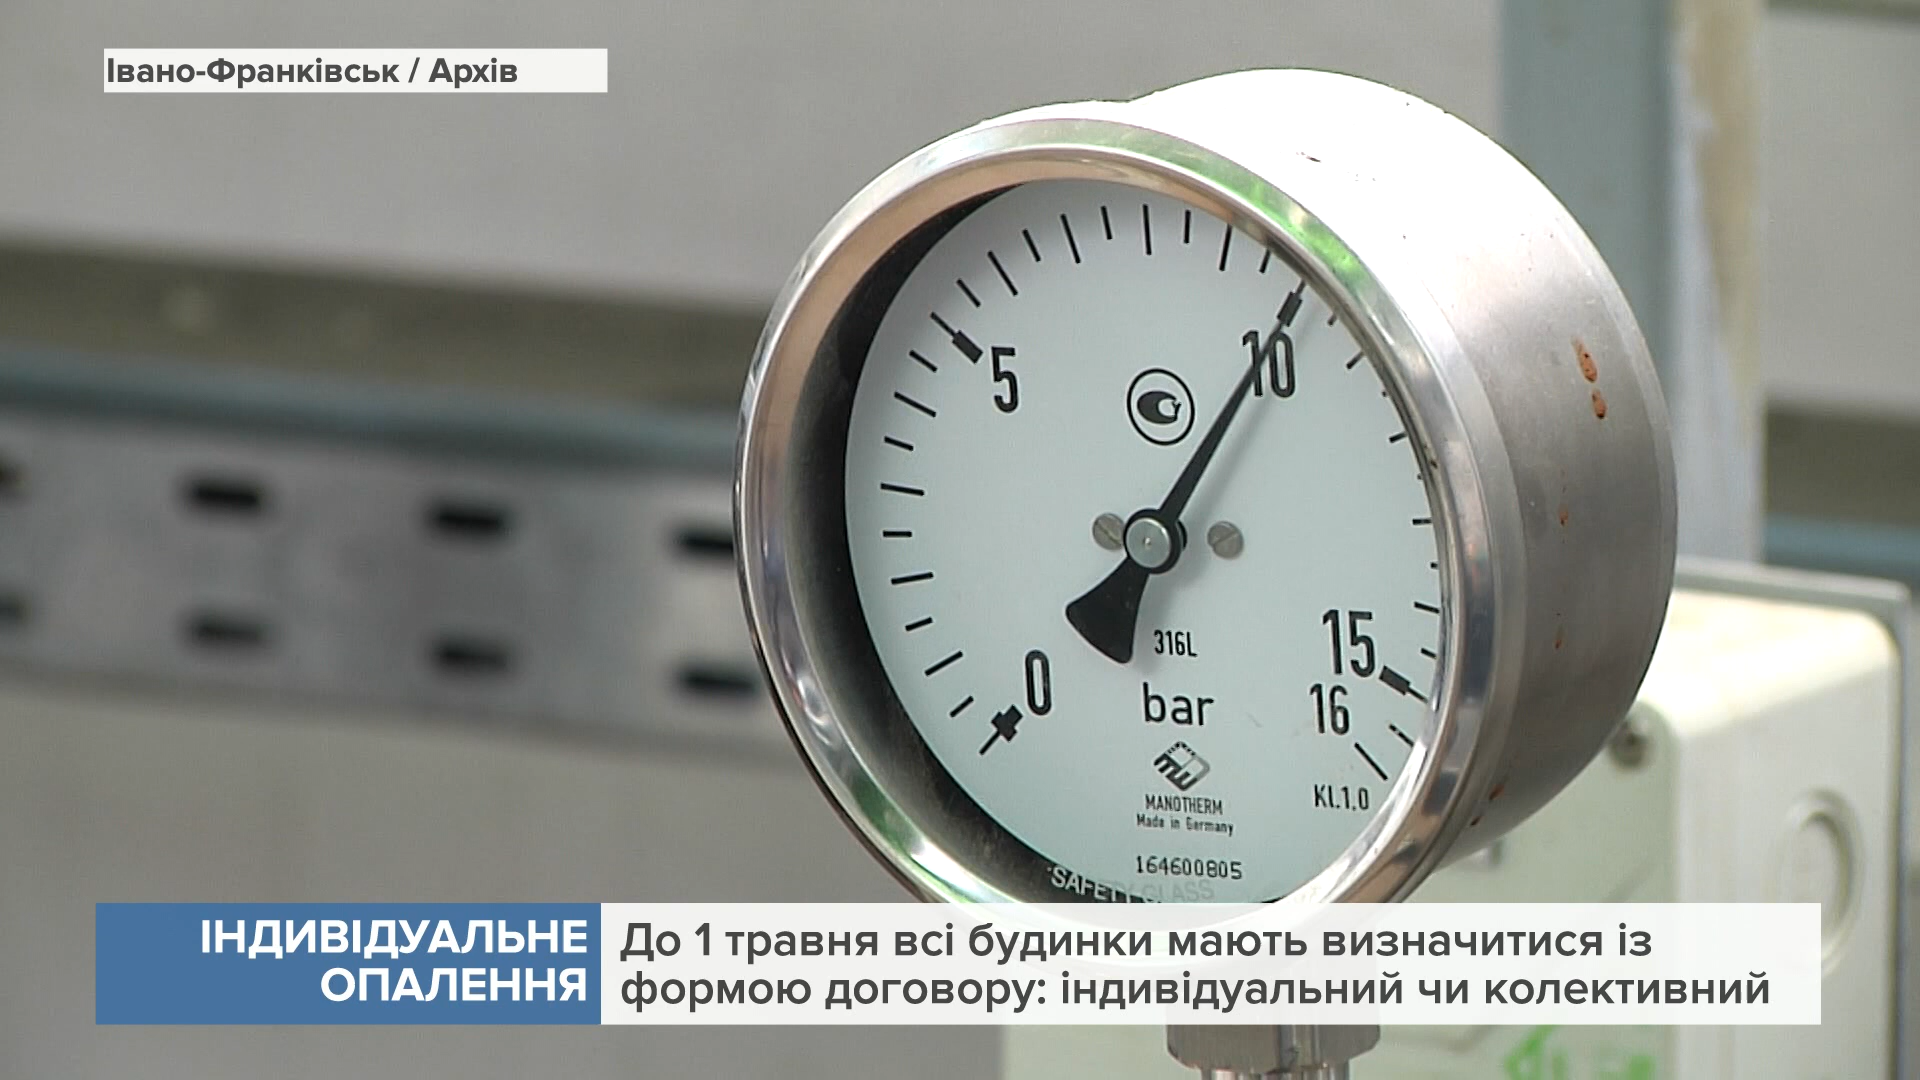 Івано-Франківськ / Архів
5
10
0
316L
15
bar
16
MANOTHERM
Made in Germany
Kl.1,0
164600805
SAFETY GLASS
ІНДИВІДУАЛЬНЕ
ОПАЛЕННЯ
До 1 травня всі будинки мають визначитися із
формою договору: індивідуальний чи колективний